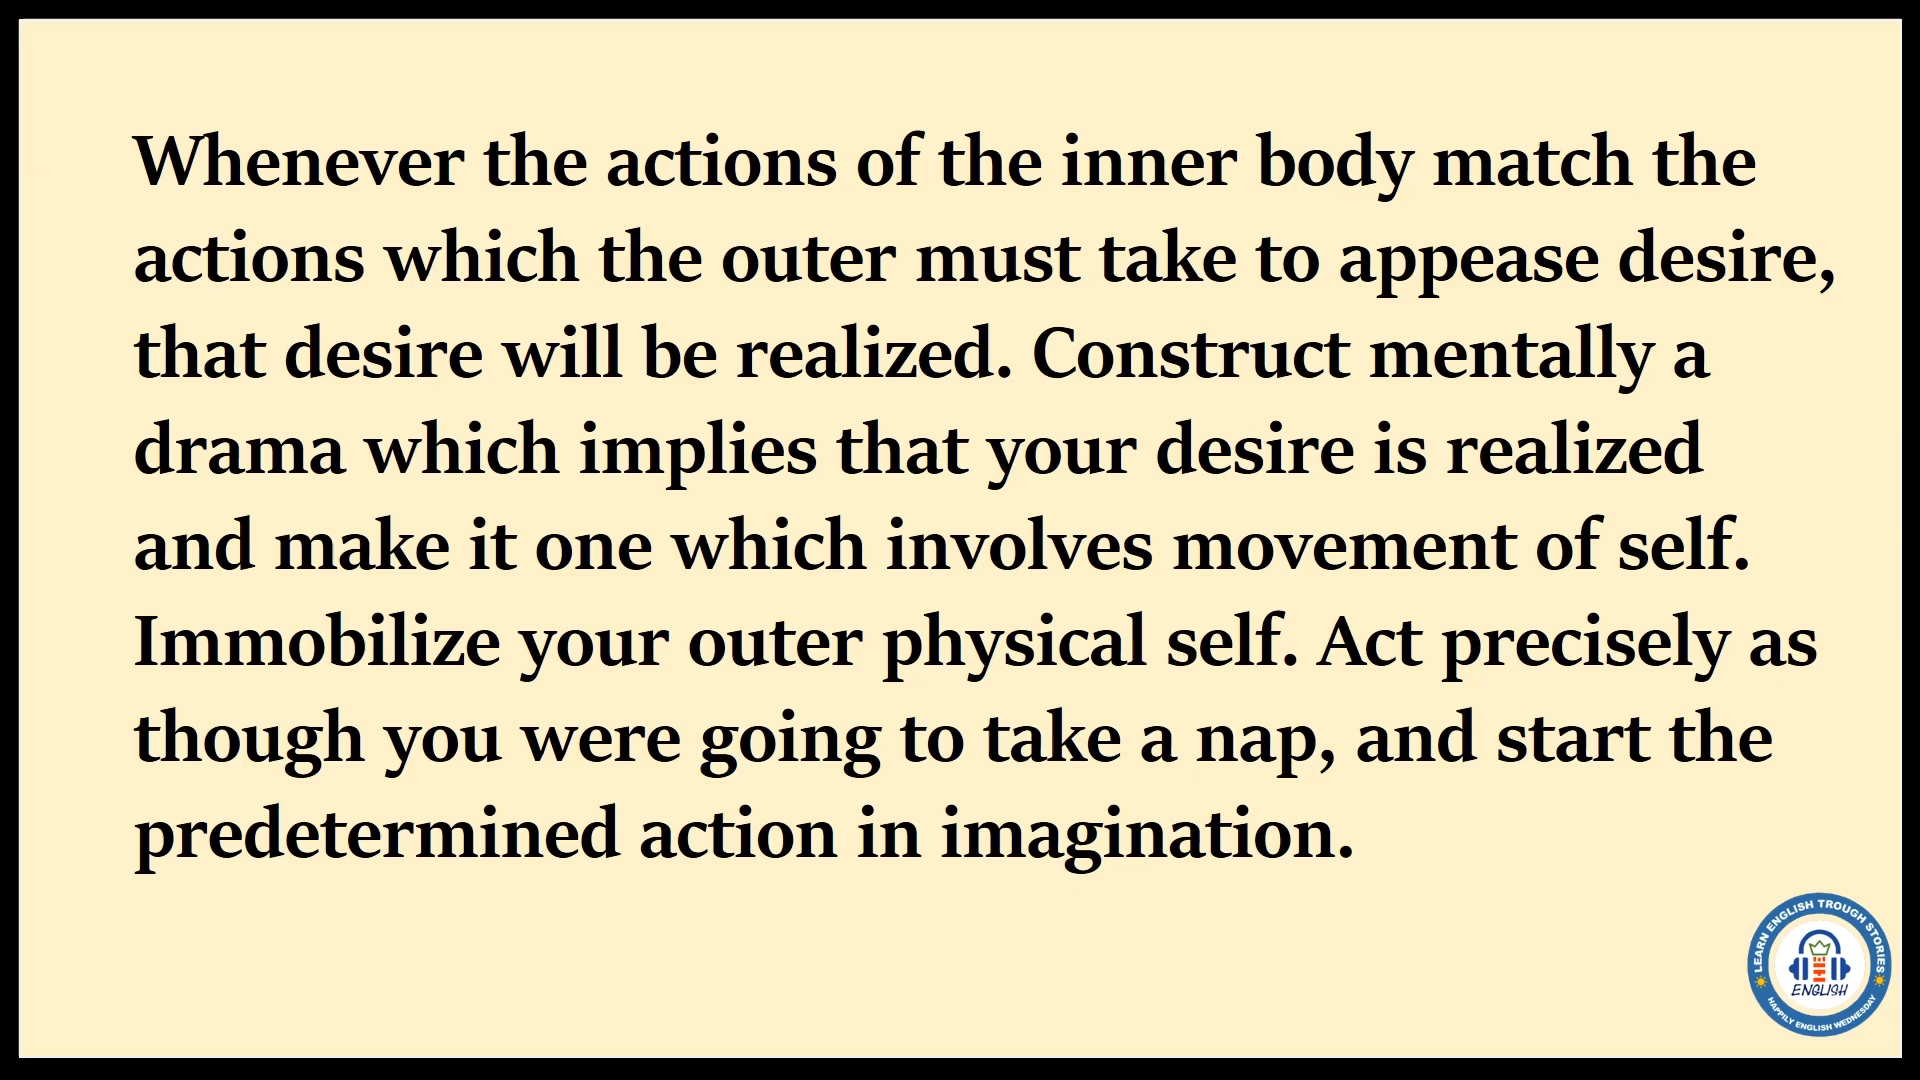 Whenever the actions of the inner body match the
actions which the outer must take to appease desire,
that desire will be realized. Construct mentally a
drama which implies that your desire is realized
and make it one which involves movement of self.
Immobilize your outer physical self. Act precisely as
though you were going to take a nap, and start the
predetermined action in imagination.
LEARN ENGLISH TROUGH STORIES
ENGLISH
HAPPILY ENGLISH WEDNESDAY